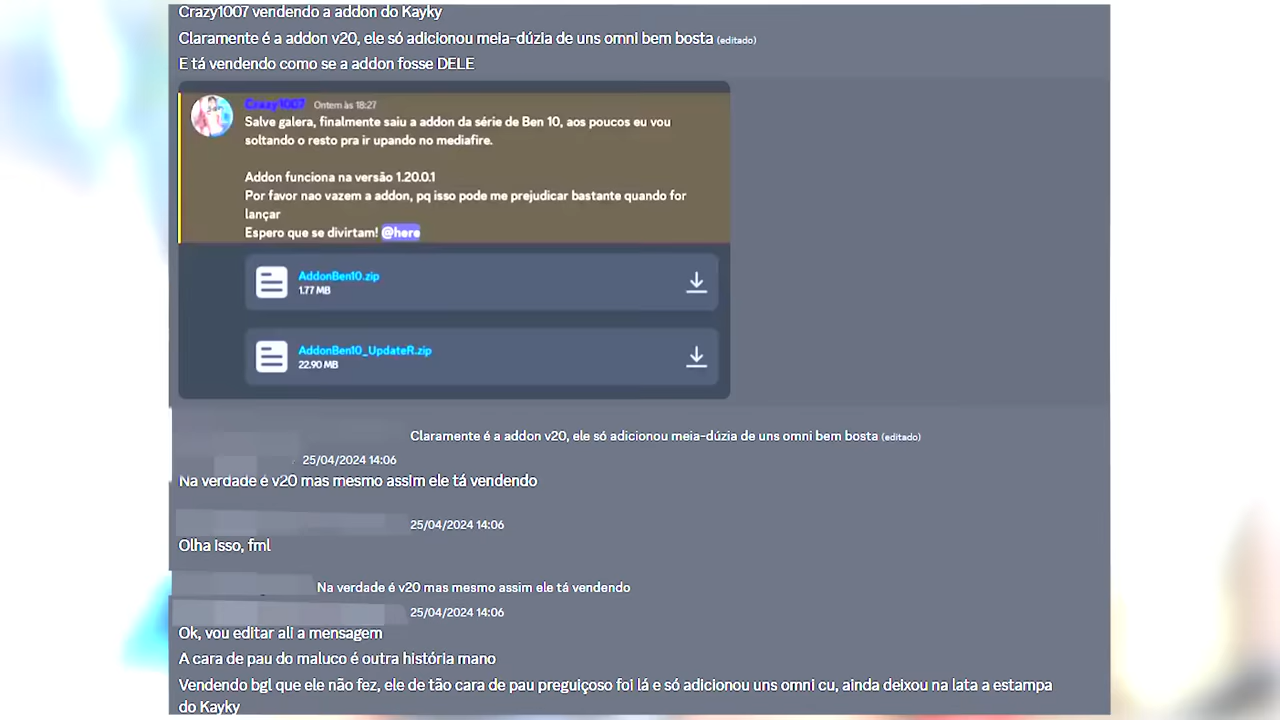 Crazy1007 vendendo a addon do Kayky
Claramente é a addon v20, ele só adicionou meia-dúzia de uns omni bem bosta (editado)
E tá vendendo como se a addon fosse DELE
Crazy1007 Ontem às 18:27
Salve galera, finalmente saiu a addon da série de Ben 10, aos poucos eu vou
soltando o resto pra ir upando no mediafire.
Addon funciona na versão 1.20.0.1
Por favor nao vazem a addon, pq isso pode me prejudicar bastante quando for
lançar
Espero que se divirtam! @here
AddonBen10.zip
1.77 MB
AddonBen10_UpdateR.zip
22.90 MB
Claramente é a addon v20, ele só adicionou meia-dúzia de uns omni bem bosta (editado)
25/04/2024 14:06
Na verdade é v20 mas mesmo assim ele tá vendendo
25/04/2024 14:06
Olha isso, fml
Na verdade é v20 mas mesmo assim ele tá vendendo
25/04/2024 14:06
Ok, vou editar ali a mensagem
A cara de pau do maluco é outra história mano
Vendendo bgl que ele não fez, ele de tão cara de pau preguiçoso foi lá e só adicionou uns omni cu, ainda deixou na lata a estampa
do Kayky